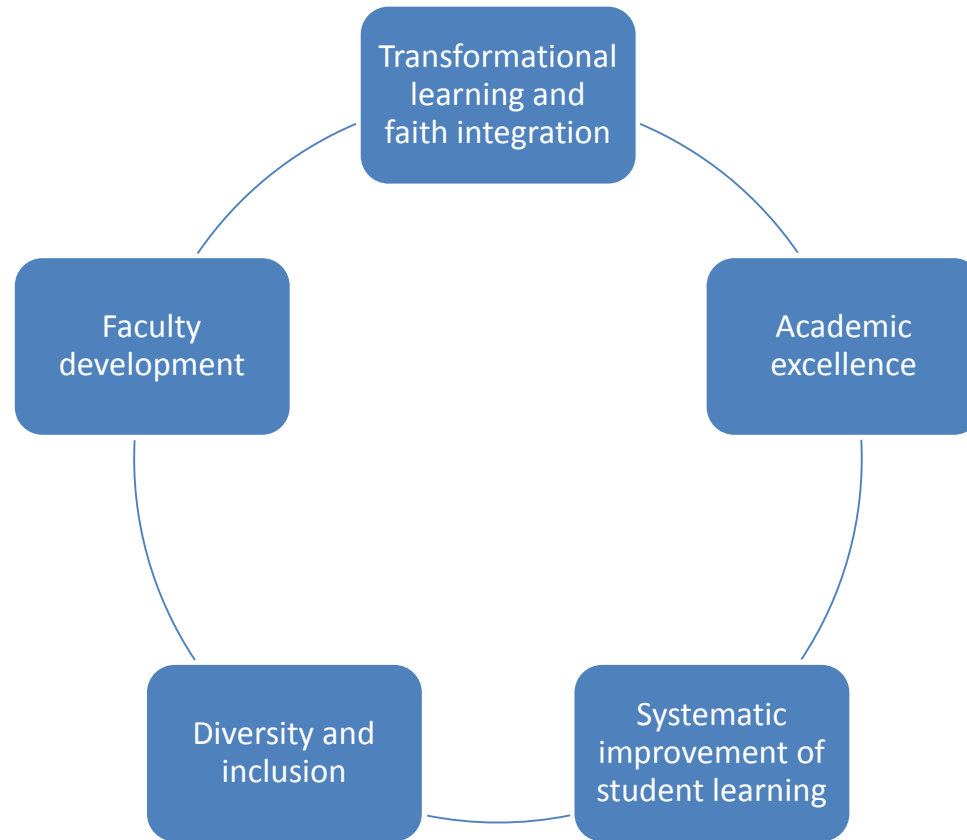 Transformational
learning and
faith integration
Academic
excellence
Systematic
improvement of
student learning
Diversity and
inclusion
Faculty
development